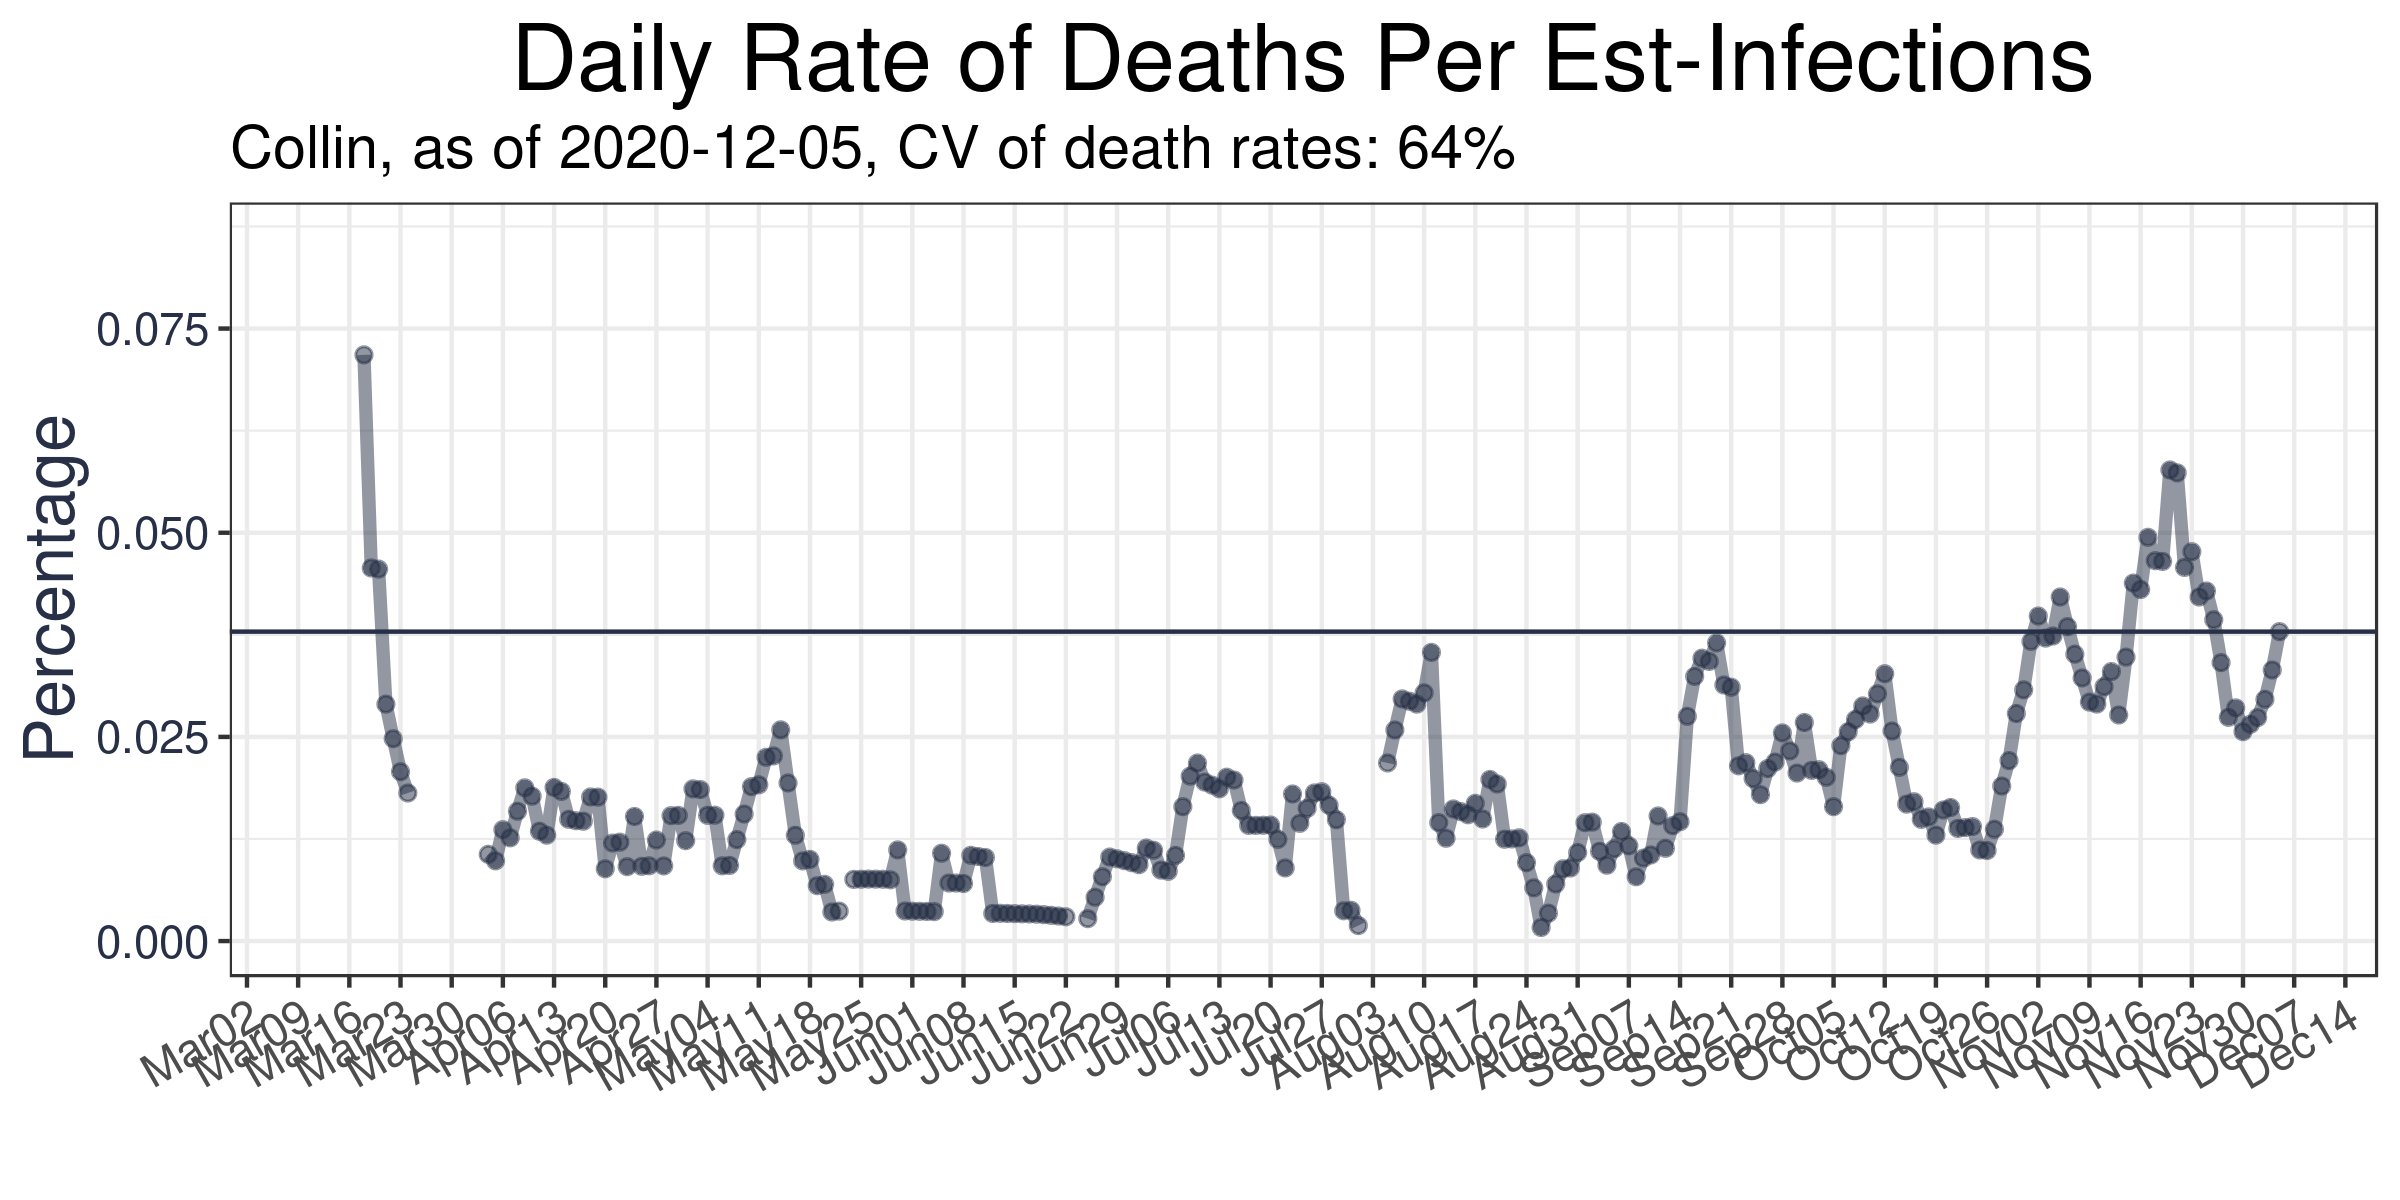 Daily Rate of Deaths Per Est-Infections
Collin, as of 2020-12-05, CV of death rates: 64%
Percentage
0.075
0.050
0.025
0.000
Mar02
Mar09
Mar16
Mar23
Mar30
Apr06
Apr13
Apr20
Apr27
May04
May11
May18
May25
Jun01
Jun08
Jun15
Jun22
Jun29
Jul06
Jul13
Jul20
Jul27
Aug03
Aug10
Aug17
Aug24
Aug31
Sep07
Sep14
Sep21
Sep28
Oct05
Oct12
Oct19
Oct26
Nov02
Nov09
Nov16
Nov23
Nov30
Dec07
Dec14